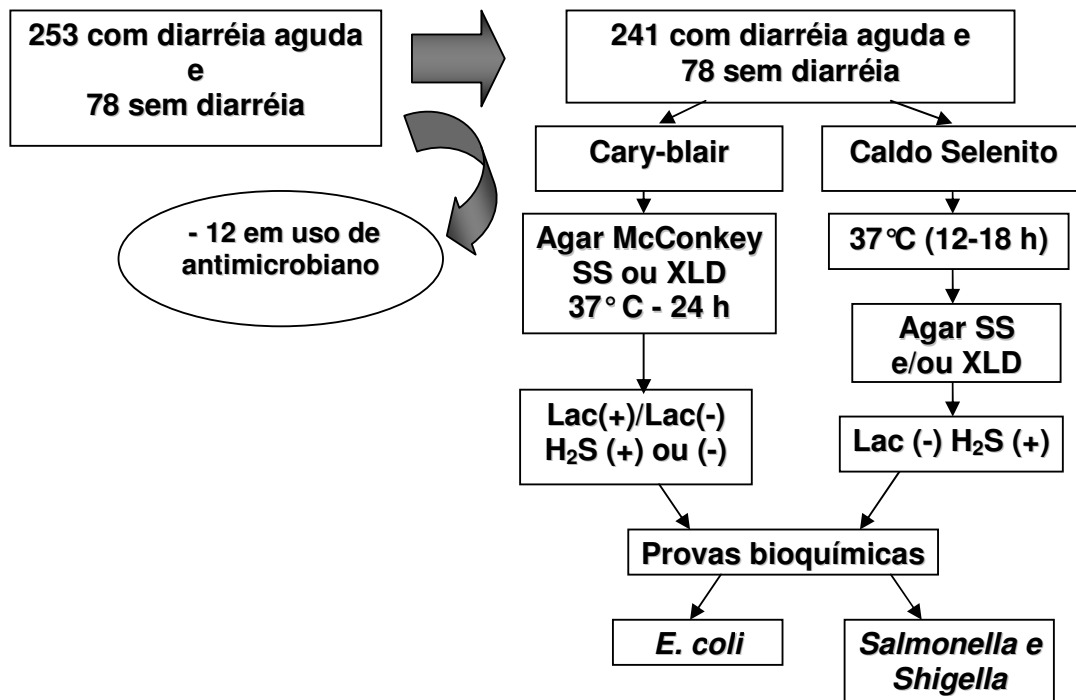 253 com diarréia aguda
e
78 sem diarréia
241 com diarréia aguda e
78 sem diarréia
- 12 em uso de
antimicrobiano
Cary-blair
Caldo Selenito
Agar McConkey
SS ou XLD
37° C - 24 h
37°C (12-18 h)
Agar SS
e/ou XLD
Lac(+)/Lac(-)
H₂S (+) ou (-)
Lac (-) H₂S (+)
Provas bioquímicas
E. coli
Salmonella e
Shigella